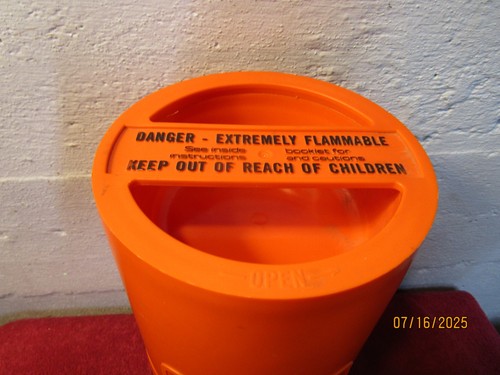 DANGER - EXTREMELY FLAMMABLE
See inside booklet for
instructions and cautions
KEEP OUT OF REACH OF CHILDREN
OPEN
07/16/2025